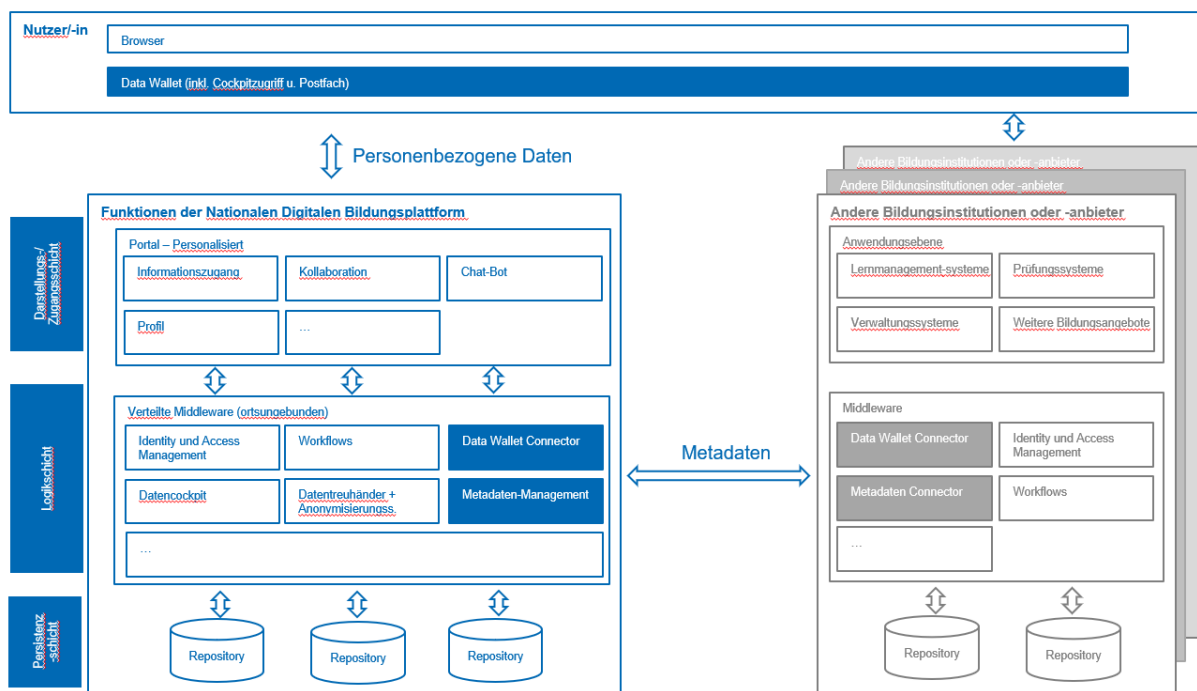 Nutzer/-in
Browser
Data Wallet (inkl. Cockpitzugriff u. Postfach)
Personenbezogene Daten
Darstellungs-/
Zugangsschicht
Logikschicht
Persistenz
-schicht
Funktionen der Nationalen Digitalen Bildungsplattform
Portal – Personalisiert
Informationszugang
Kollaboration
Chat-Bot
Profil
...
Verteilte Middleware (ortsungebunden)
Identity und Access
Management
Workflows
Data Wallet Connector
Datencockpit
Datentreuhänder +
Anonymisierungss.
Metadaten-Management
...
Repository
Repository
Repository
Metadaten
Andere Bildungsinstitutionen oder -anbieter
Andere Bildungsinstitutionen oder -anbieter
Andere Bildungsinstitutionen oder -anbieter
Anwendungsebene
Lernmanagement-systeme
Prüfungssysteme
Verwaltungssysteme
Weitere Bildungsangebote
Middleware
Data Wallet Connector
Identity und Access
Management
Metadaten Connector
Workflows
...
Repository
Repository